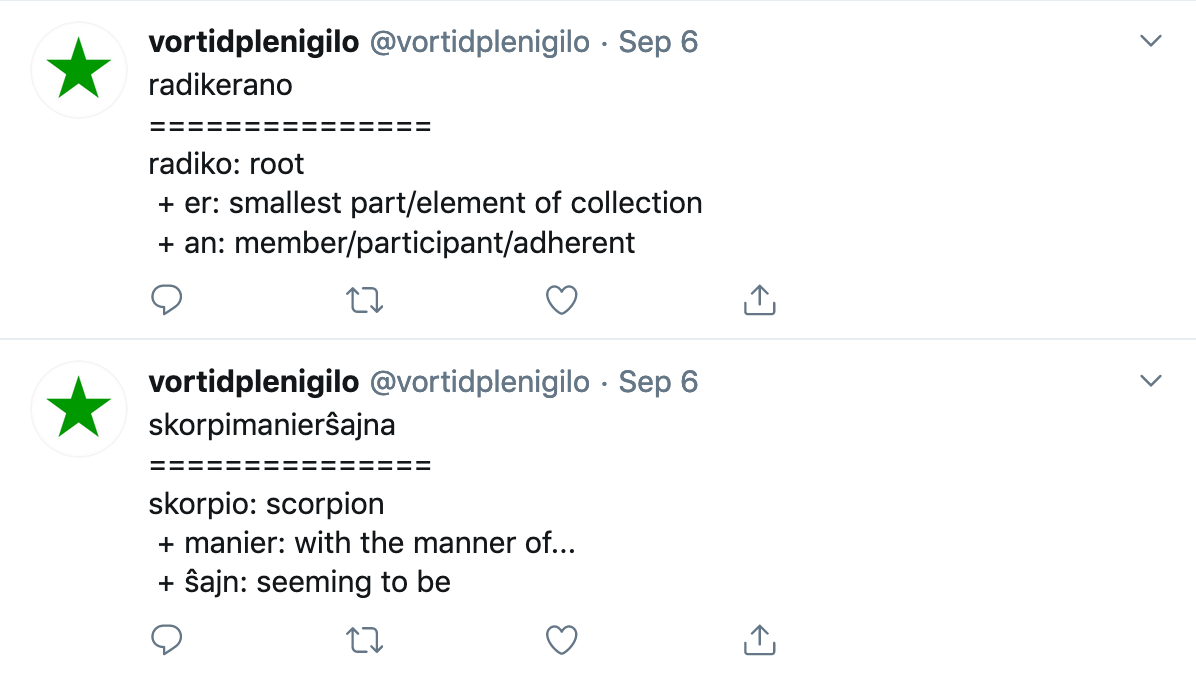 vortidplenigilo @vortidplenigilo · Sep 6
radikerano
===============
radiko: root
+ er: smallest part/element of collection
+ an: member/participant/adherent
vortidplenigilo @vortidplenigilo · Sep 6
skorpimanierŝajna
===============
skorpio: scorpion
+ manier: with the manner of...
+ ŝajn: seeming to be